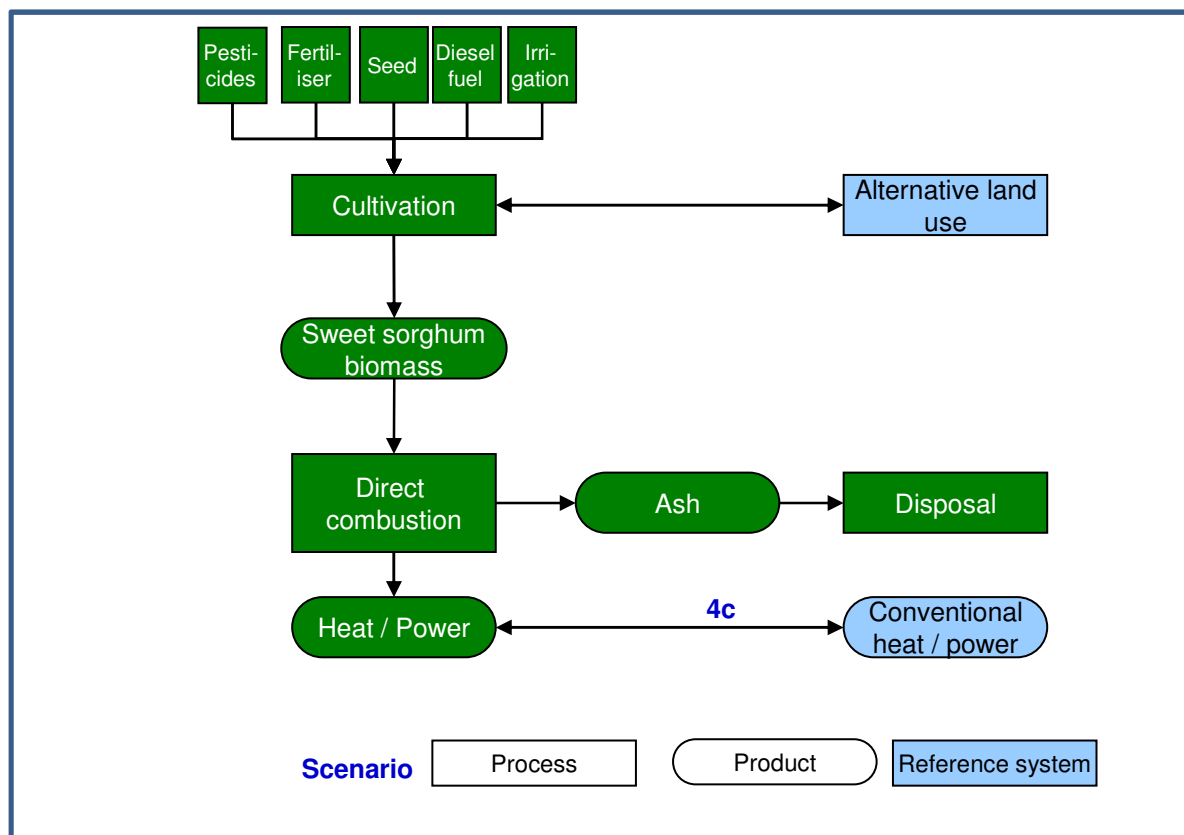 Pesti-
cides
Fertil-
iser
Seed
Diesel
fuel
Irri-
gation
Cultivation
Alternative land
use
Sweet sorghum
biomass
Direct
combustion
Ash
Disposal
Heat / Power
4c
Conventional
heat / power
Scenario
Process
Product
Reference system